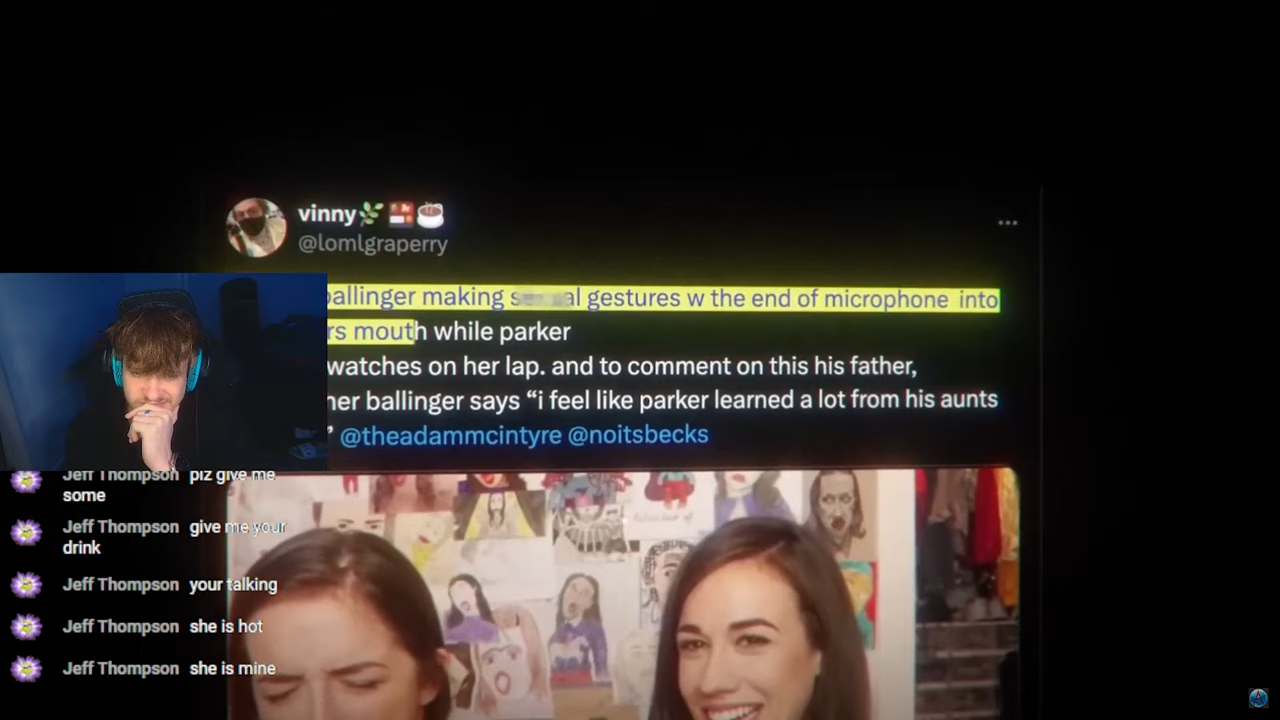 vinny
@lomlgraperry
ballinger making s al gestures w the end of microphone into
rs mouth while parker
watches on her lap. and to comment on this his father,
her ballinger says “i feel like parker learned a lot from his aunts
” @theadammcintyre @noitsbecks
Jeff Thompson plz give me
some
Jeff Thompson give me your
drink
Jeff Thompson your talking
Jeff Thompson she is hot
Jeff Thompson she is mine